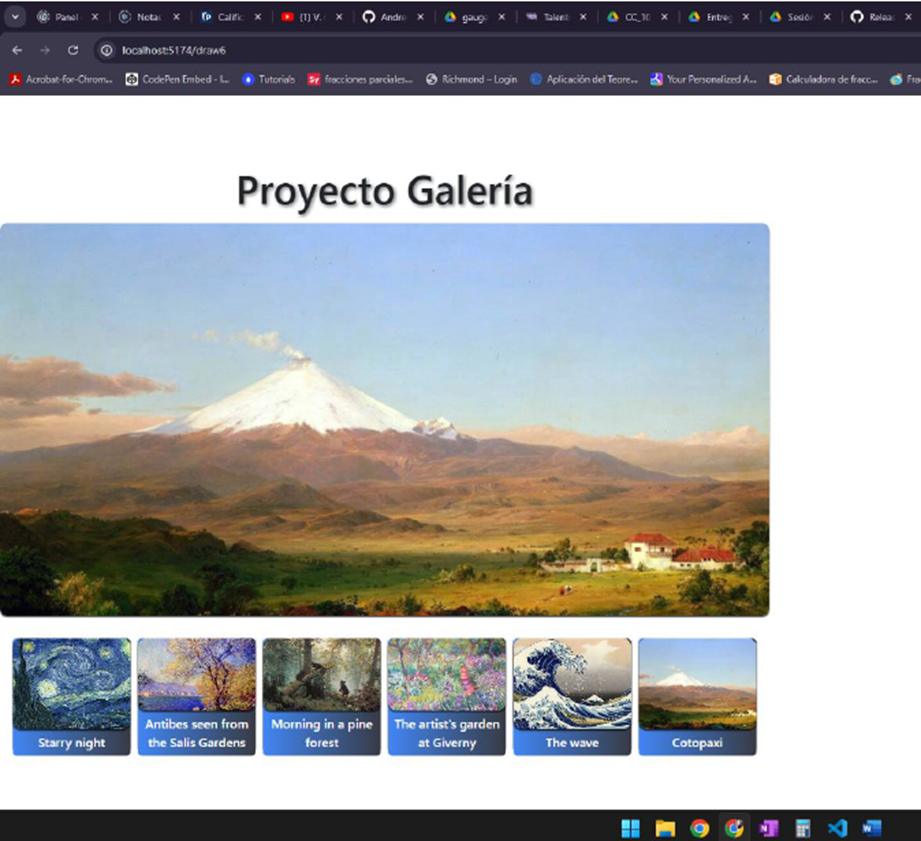 Panel
Notas
Calific
[1] V.
Andre
gauge
Talent
CC_10
Entreg
Sesión
Releas
localhost:5174/draw6
Acrobat-for-Chrom...
CodePen Embed - I...
Tutorials
Sy
fracciones parciales...
Richmond – Login
Aplicación del Teore...
Your Personalized A...
Calculadora de fracc...
Fra
Proyecto Galería
Starry night
Antibes seen from
the Salis Gardens
Morning in a pine
forest
The artist's garden
at Giverny
The wave
Cotopaxi